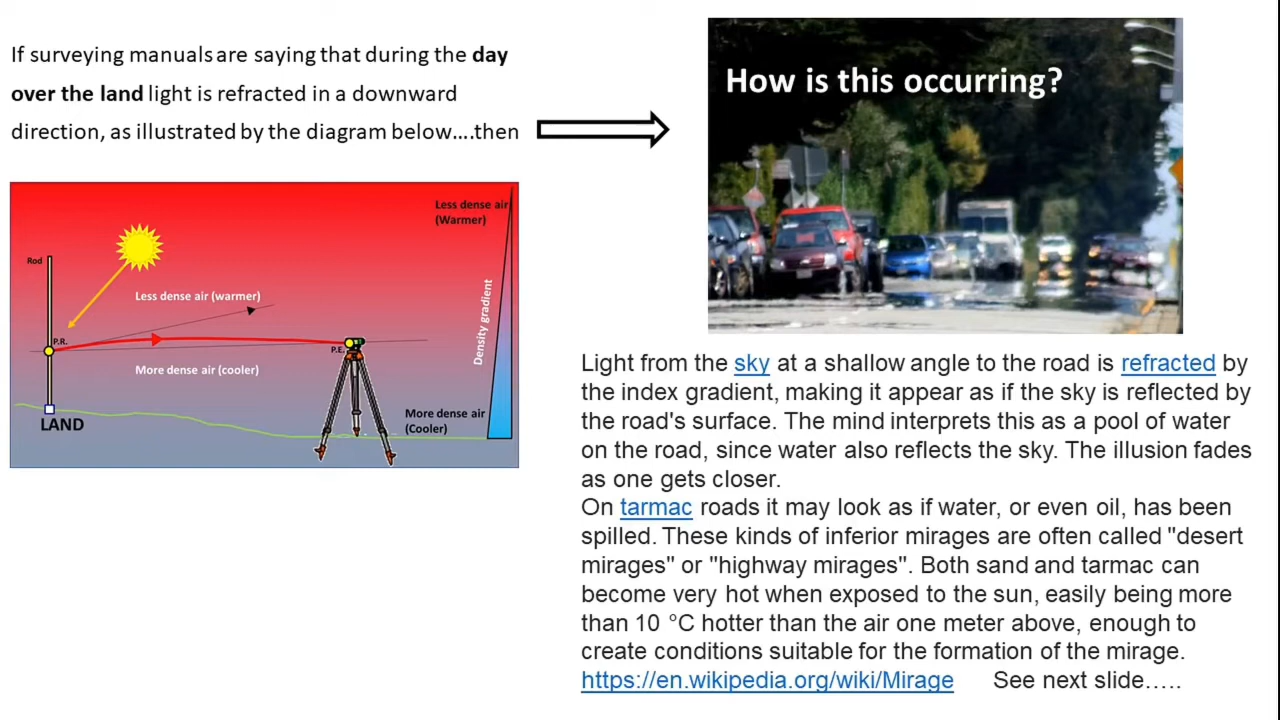 If surveying manuals are saying that during the day
over the land light is refracted in a downward
direction, as illustrated by the diagram below....then
How is this occurring?
Less dense air
(Warmer)
Rod
Less dense air (warmer)
P.R.
P.E.
More dense air (cooler)
Density gradient
More dense air
(Cooler)
LAND
Light from the sky at a shallow angle to the road is refracted by
the index gradient, making it appear as if the sky is reflected by
the road's surface. The mind interprets this as a pool of water
on the road, since water also reflects the sky. The illusion fades
as one gets closer.
On tarmac roads it may look as if water, or even oil, has been
spilled. These kinds of inferior mirages are often called "desert
mirages" or "highway mirages". Both sand and tarmac can
become very hot when exposed to the sun, easily being more
than 10 °C hotter than the air one meter above, enough to
create conditions suitable for the formation of the mirage.
https://en.wikipedia.org/wiki/Mirage See next slide.....